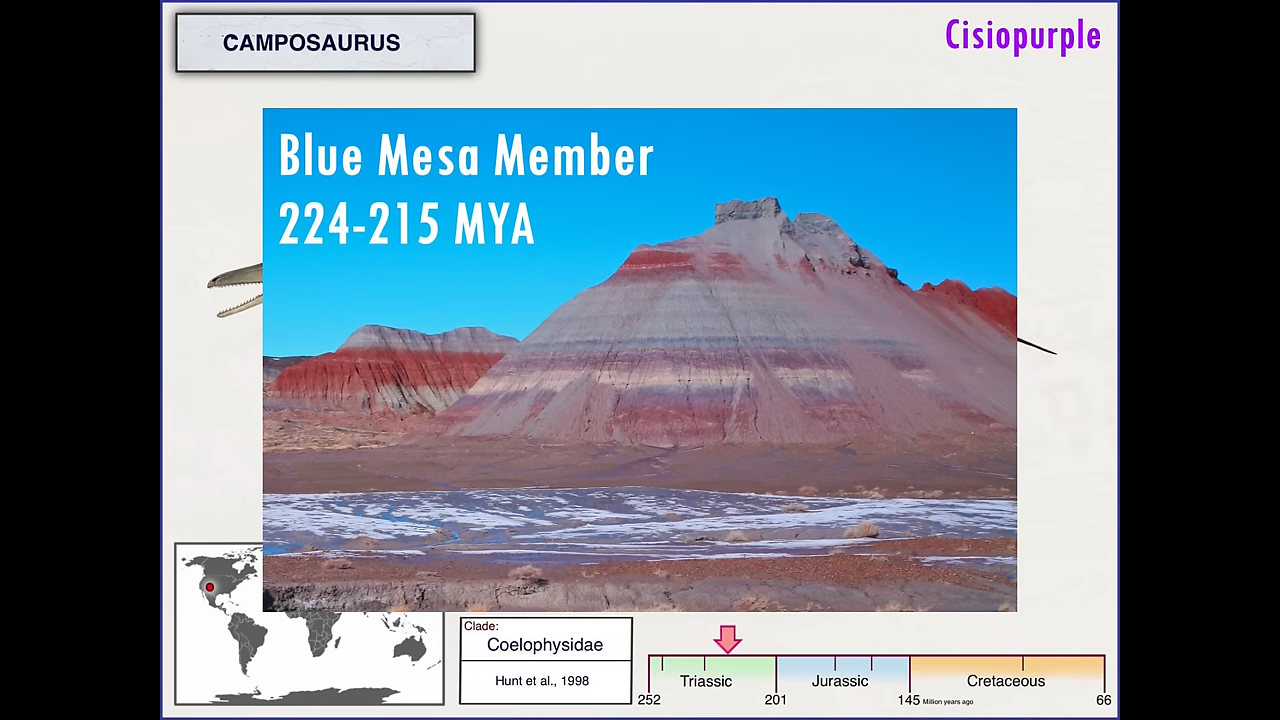 CAMPOSAURUS
Cisiopurple
Blue Mesa Member
224-215 MYA
Clade:
Coelophysidae
Hunt et al., 1998
Triassic
Jurassic
Cretaceous
252
201
145 Million years ago
66